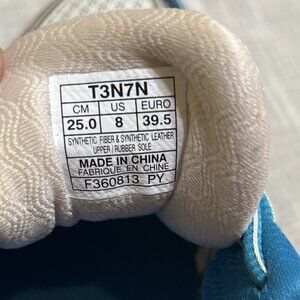 T3N7N
CM US EURO
25.0 8 39.5
SYNTHETIC FIBER & SYNTHETIC LEATHER
UPPER / RUBBER SOLE
MADE IN CHINA
FABRIQUE EN CHINE
F360813 PY